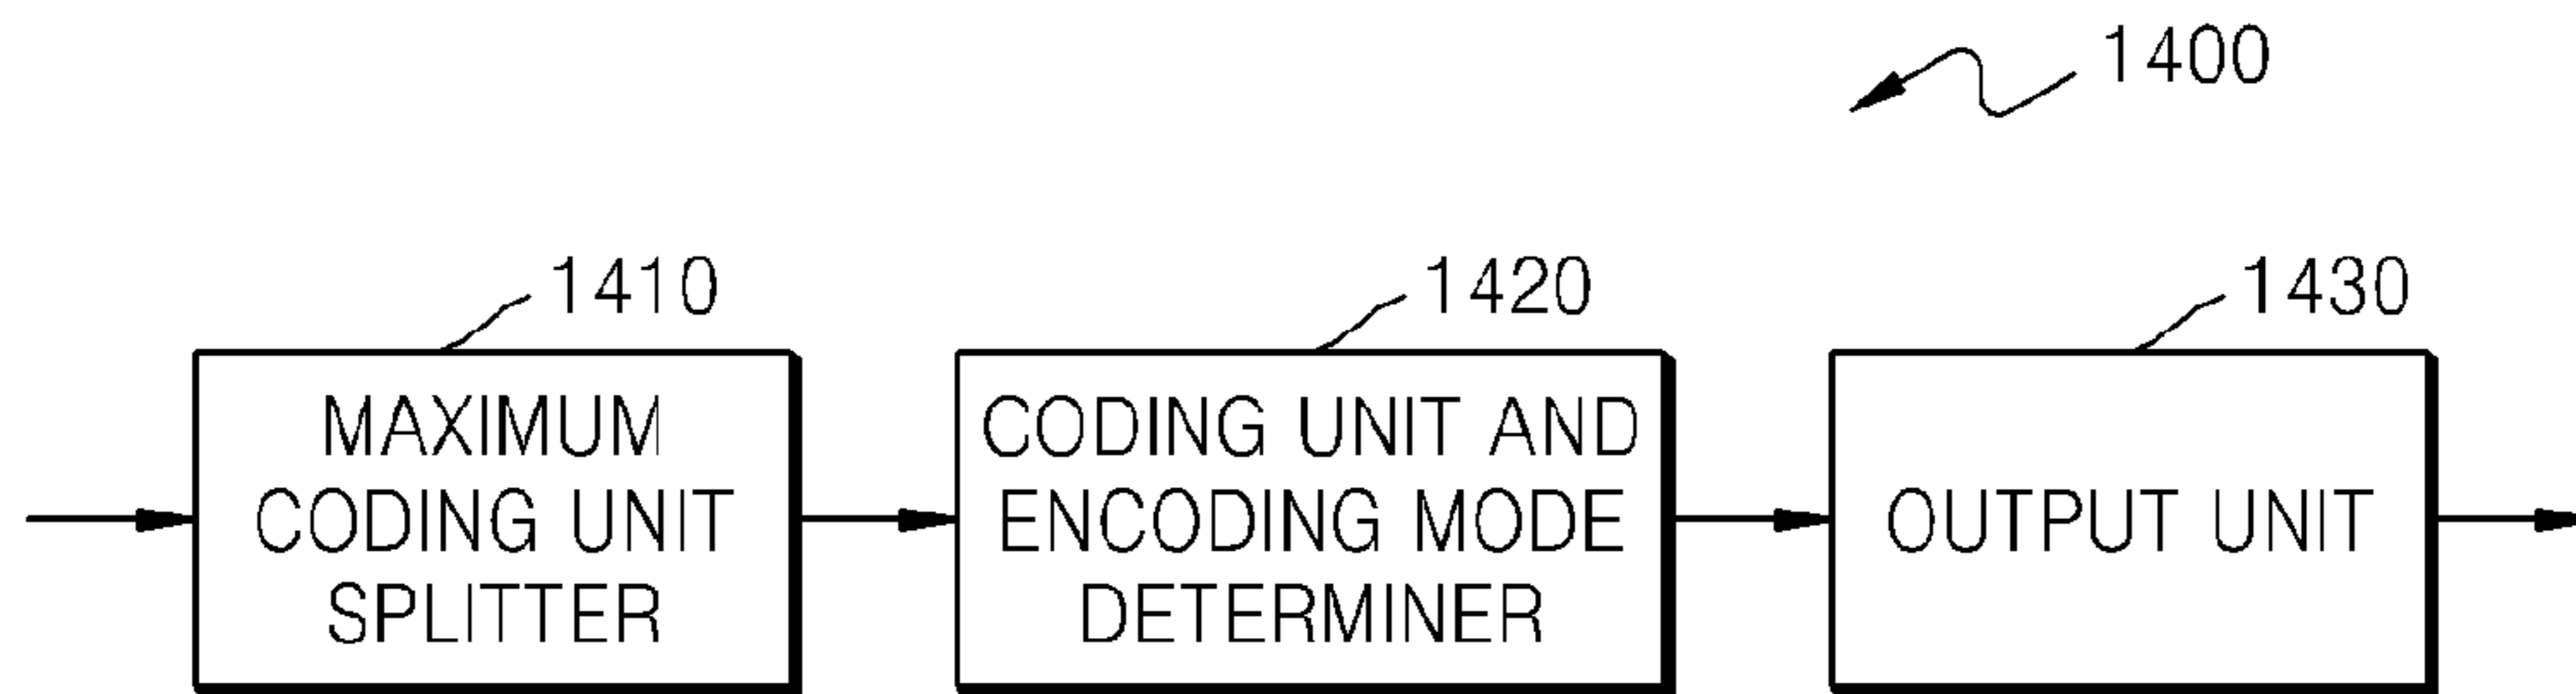 1400
1410
1420
1430
MAXIMUM
CODING UNIT
SPLITTER
CODING UNIT AND
ENCODING MODE
DETERMINER
OUTPUT UNIT